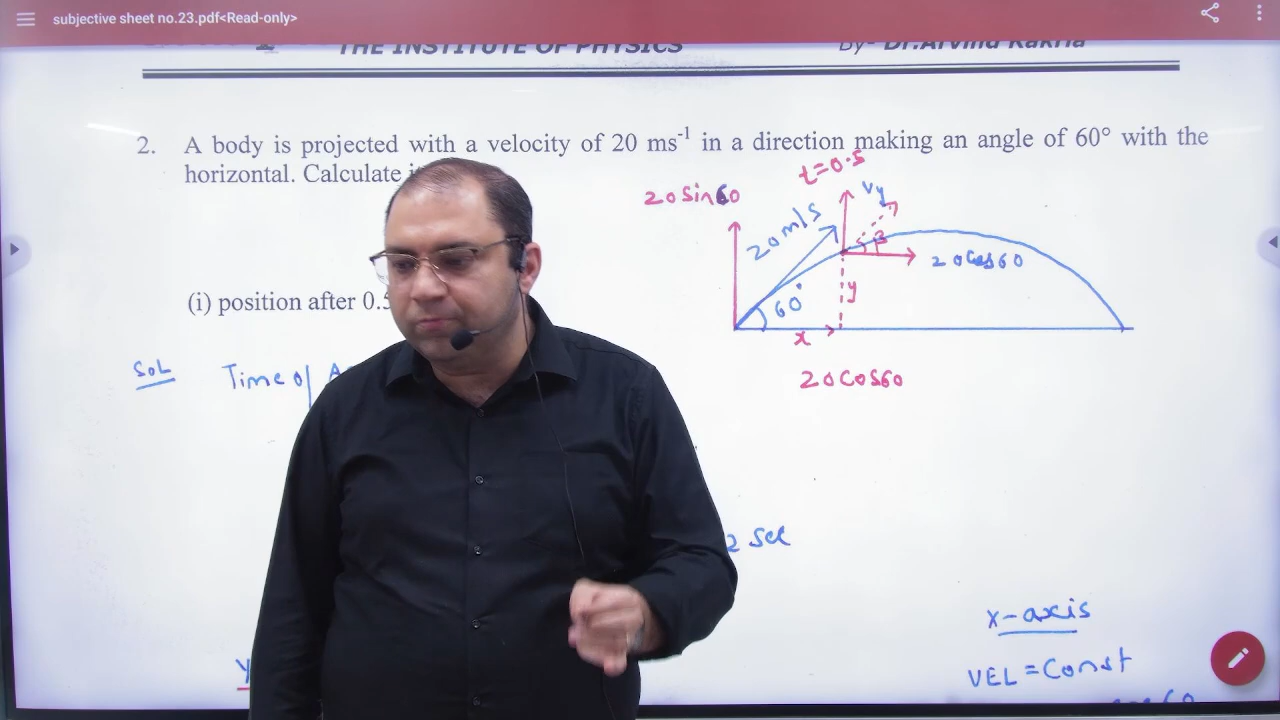 subjective sheet no.23.pdf<Read-only>
THE INSTITUTE OF PHYSICS
By- Dr.Arvind Kakria
2. A body is projected with a velocity of 20 ms⁻¹ in a direction making an angle of 60° with the
horizontal. Calculate
t=0.5
20 sin60
20m/s
Vy
β
20cos60
60°
y
x
(i) position after 0.5
20cos60
Sol
Time of A
2 Sec
x-axis
y
VEL = Const